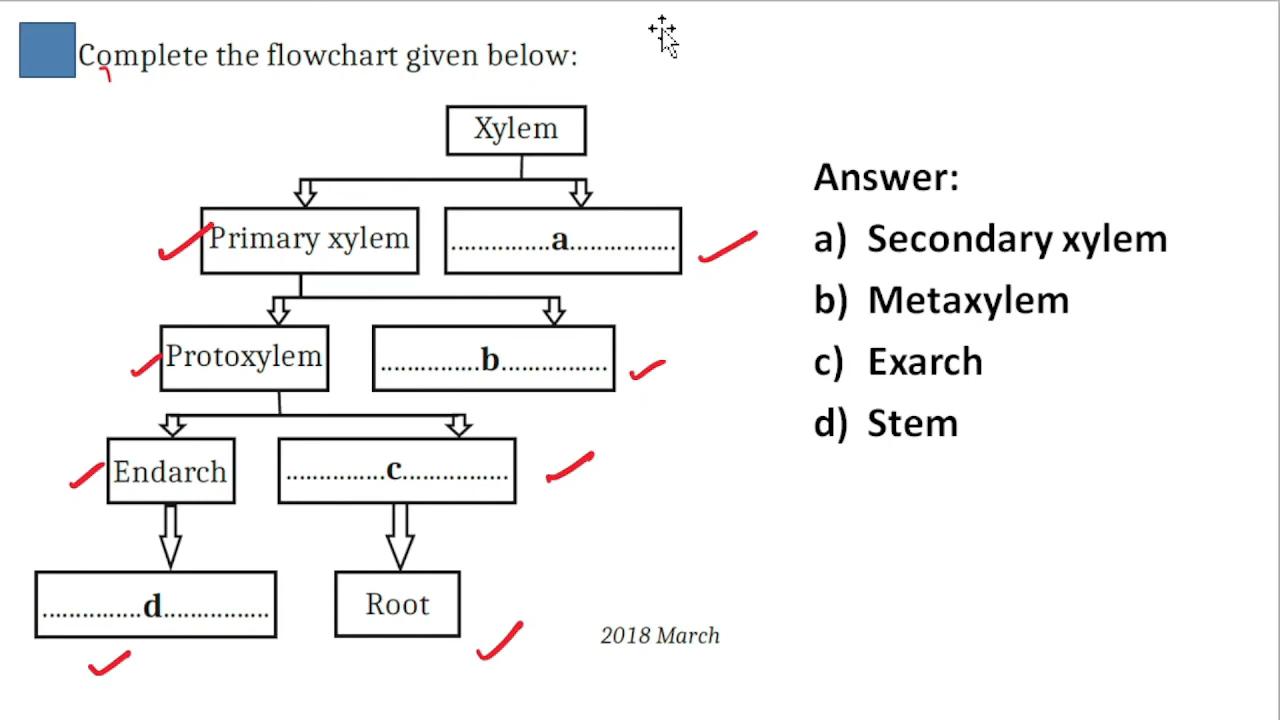 Complete the flowchart given below:
Xylem
Primary xylem
...............a...............
Protoxylem
...............b................
Endarch
...............c................
...............d................
Root
2018 March
Answer:
a) Secondary xylem
b) Metaxylem
c) Exarch
d) Stem